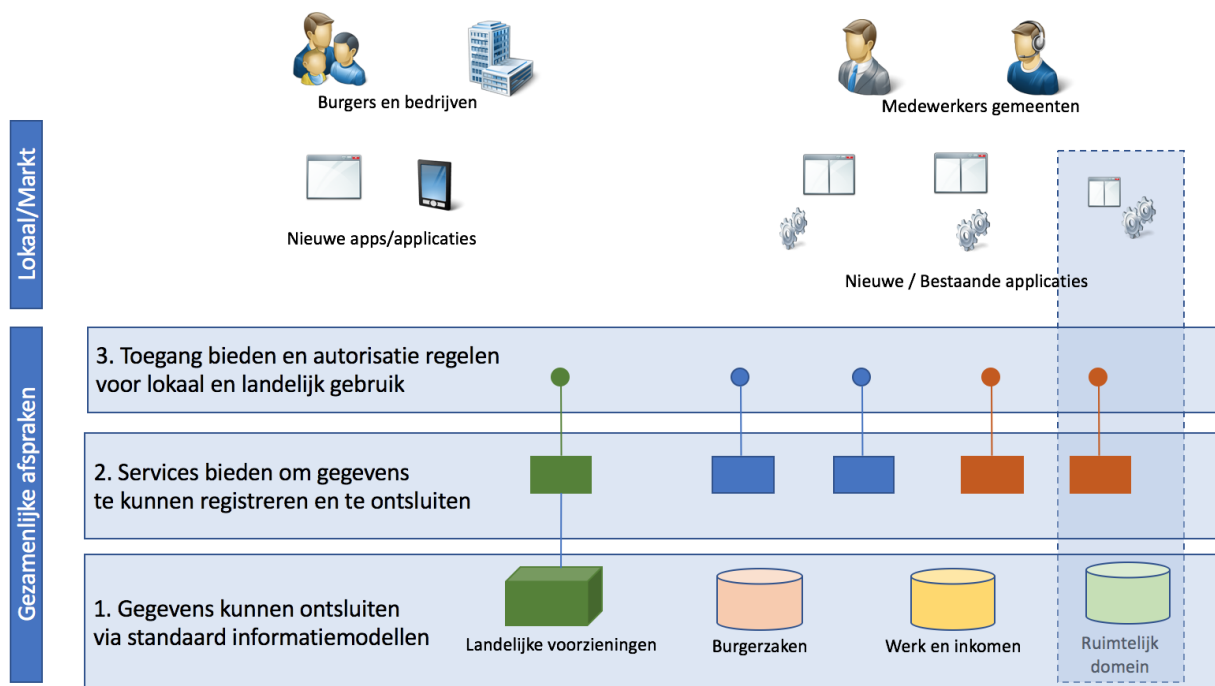 Burgers en bedrijven
Medewerkers gemeenten
Lokaal/Markt
Nieuwe apps/applicaties
Nieuwe / Bestaande applicaties
Gezamenlijke afspraken
3. Toegang bieden en autorisatie regelen
voor lokaal en landelijk gebruik
2. Services bieden om gegevens
te kunnen registreren en te ontsluiten
1. Gegevens kunnen ontsluiten
via standaard informatiemodellen
Landelijke voorzieningen
Burgerzaken
Werk en inkomen
Ruimtelijk
domein